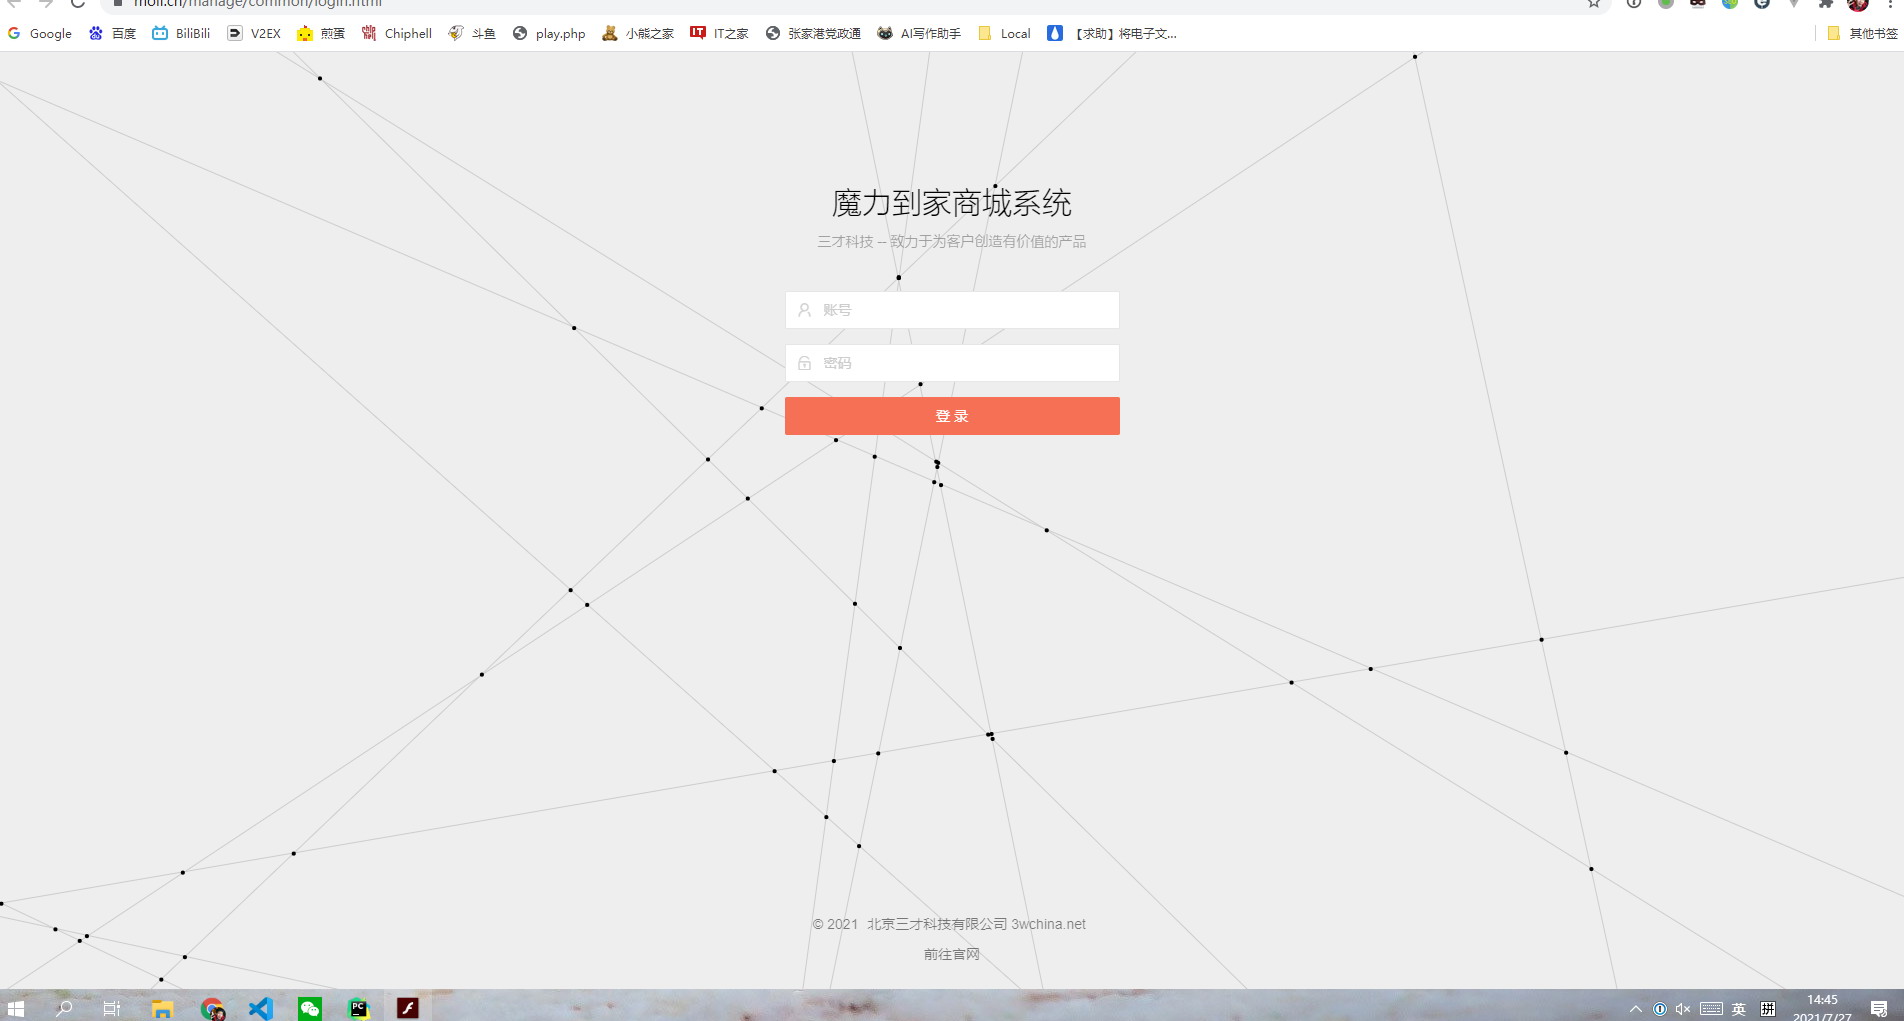 moli.cn/manage/common/login.html
Google 百度 BiliBili V2EX 煎蛋 Chiphell 斗鱼 play.php 小熊之家 IT之家 张家港党政通 AI写作助手 Local 【求助】将电子文... 其他书签
魔力到家商城系统
三才科技 -- 致力于为客户创造有价值的产品
账号
密码
登 录
© 2021 北京三才科技有限公司 3wchina.net
前往官网
英 拼 14:45
2021/7/27